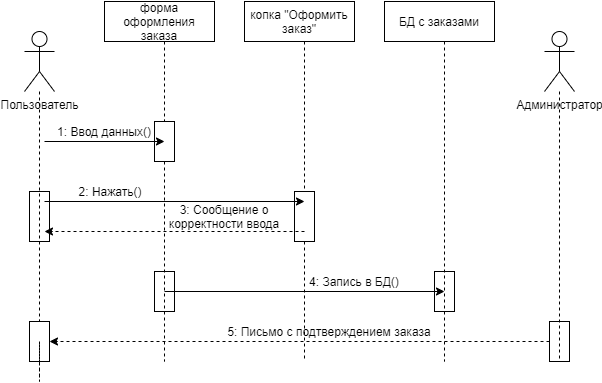 форма
оформления
заказа
копка "Оформить
заказ"
БД с заказами
Пользователь
Администратор
1: Ввод данных()
2: Нажать()
3: Сообщение о
корректности ввода
4: Запись в БД()
5: Письмо с подтверждением заказа